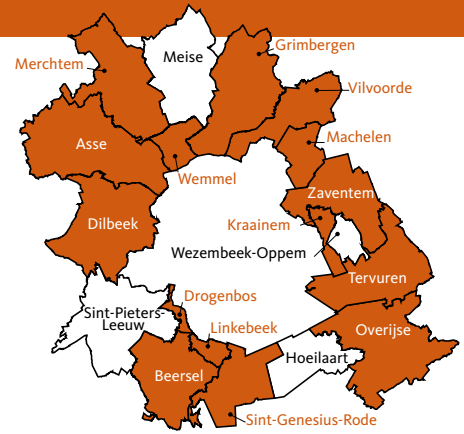 Grimbergen
Meise
Merchtem
Vilvoorde
Machelen
Asse
Wemmel
Zaventem
Dilbeek
Kraainem
Wezembeek-Oppem
Tervuren
Drogenbos
Sint-Pieters-
Leeuw
Linkebeek
Overijse
Hoeilaart
Beersel
Sint-Genesius-Rode